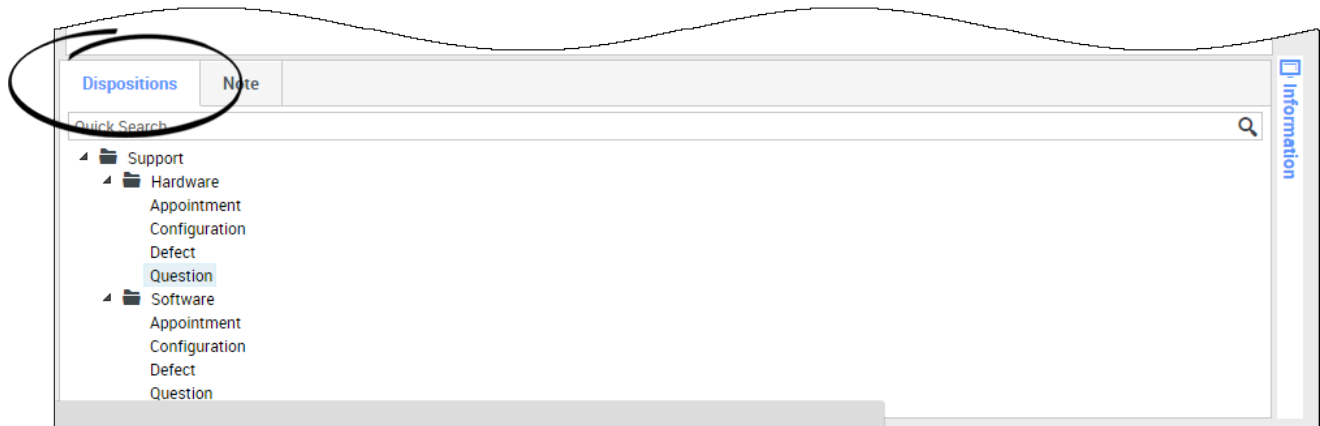 Dispositions Note
Quick Search
Support
Hardware
Appointment
Configuration
Defect
Question
Software
Appointment
Configuration
Defect
Question
Information